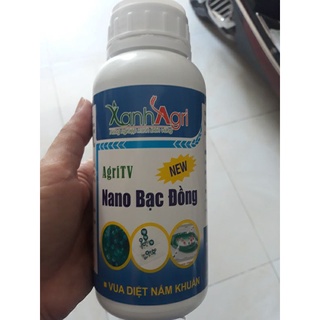 XanhAgri
AgriTV
NEW
Nano Bạc Đồng
VUA DIỆT NẤM KHUẨN